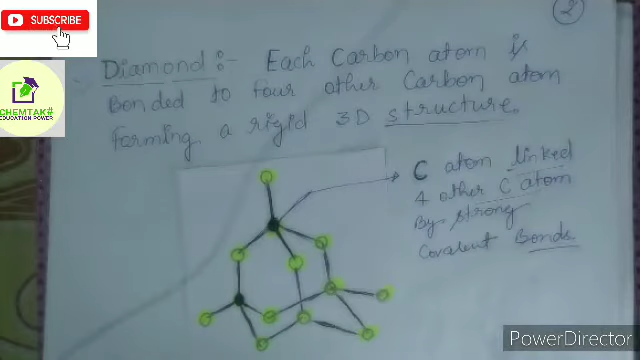 2
SUBSCRIBE
CHEMTAK#
EDUCATION POWER
Diamond:- Each Carbon atom is
bonded to four other Carbon atom
forming a rigid 3D structure.
C atom linked
4 other C atom
By strong
Covalent Bonds
PowerDirector